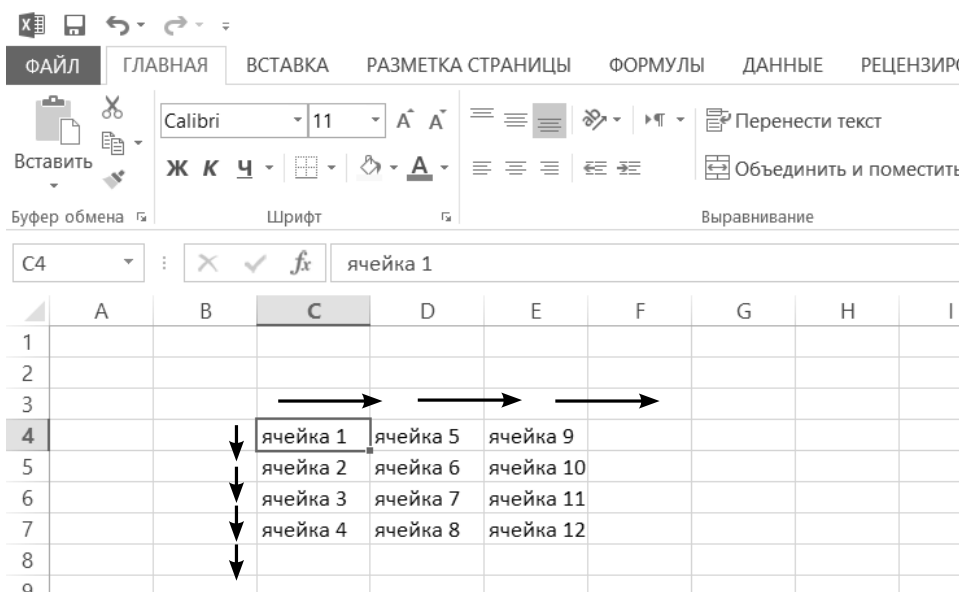 ФАЙЛ ГЛАВНАЯ ВСТАВКА РАЗМЕТКА СТРАНИЦЫ ФОРМУЛЫ ДАННЫЕ РЕЦЕНЗИРО
Calibri 11 Перенести текст
Вставить Ж К Ч А Объединить и поместить
Буфер обмена Шрифт Выравнивание
C4 fx ячейка 1
A B C D E F G H I
1
2
3
4 ячейка 1 ячейка 5 ячейка 9
5 ячейка 2 ячейка 6 ячейка 10
6 ячейка 3 ячейка 7 ячейка 11
7 ячейка 4 ячейка 8 ячейка 12
8
9